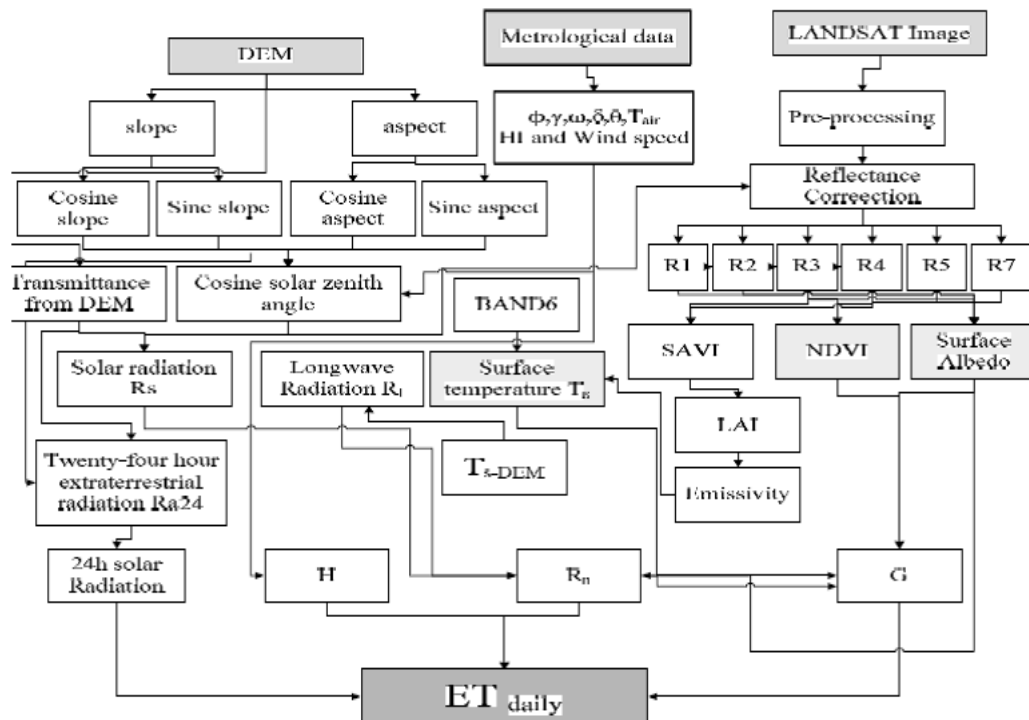 DEM
Metrological data
LANDSAT Image
slope
aspect
ϕ,γ,ω,δ,θ,Tair
HI and Wind speed
Pre-processing
Cosine
slope
Sine slope
Cosine
aspect
Sine aspect
Reflectance
Correection
R1
R2
R3
R4
R5
R7
Transmittance
from DEM
Cosine solar zenith
angle
BAND6
SAVI
NDVI
Surface
Albedo
Solar radiation
Rs
Longwave
Radiation Rl
Surface
temperature Ts
LAI
Twenty-four hour
extraterrestrial
radiation Ra24
Ts-DEM
Emissivity
24h solar
Radiation
H
Rn
G
ET daily